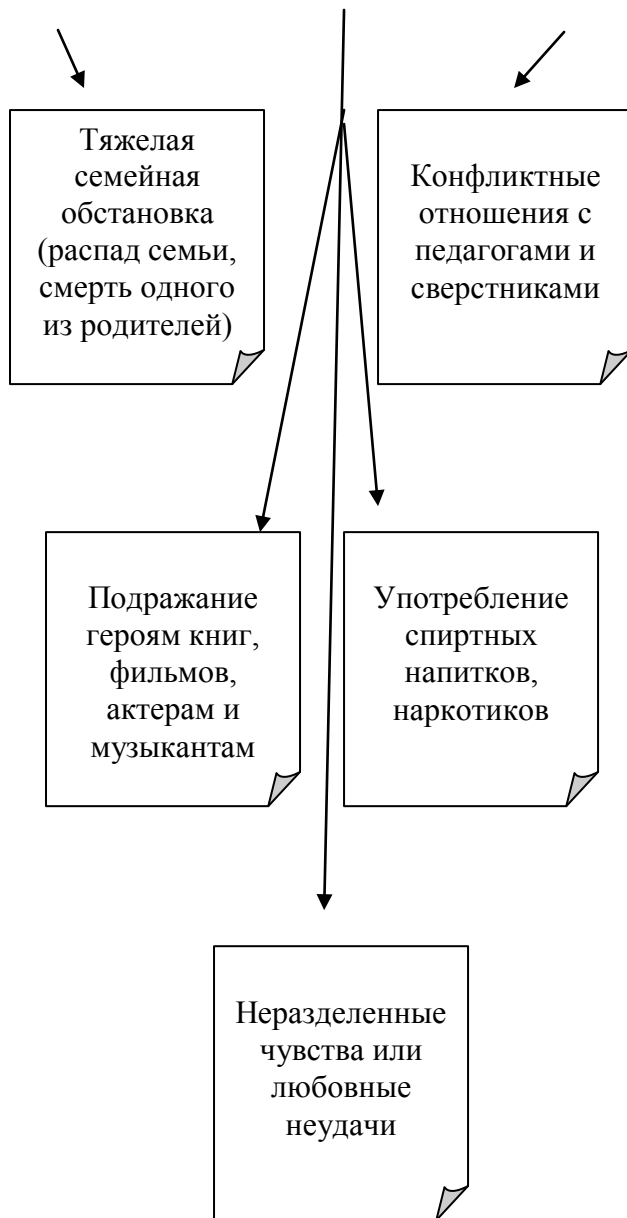 Тяжелая
семейная
обстановка
(распад семьи,
смерть одного
из родителей)
Конфликтные
отношения с
педагогами и
сверстниками
Подражание
героям книг,
фильмов,
актерам и
музыкантам
Употребление
спиртных
напитков,
наркотиков
Неразделенные
чувства или
любовные
неудачи